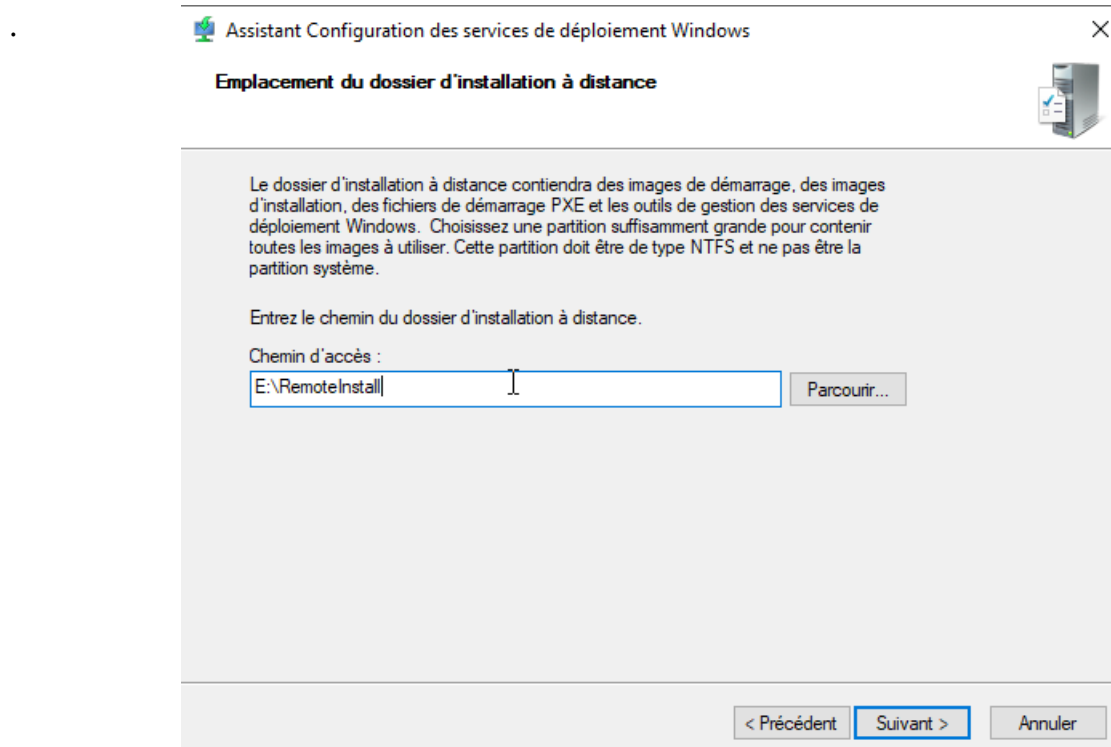 .
Assistant Configuration des services de déploiement Windows
Emplacement du dossier d'installation à distance
Le dossier d'installation à distance contiendra des images de démarrage, des images
d'installation, des fichiers de démarrage PXE et les outils de gestion des services de
déploiement Windows. Choisissez une partition suffisamment grande pour contenir
toutes les images à utiliser. Cette partition doit être de type NTFS et ne pas être la
partition système.
Entrez le chemin du dossier d'installation à distance.
Chemin d'accès :
E:\RemoteInstall
Parcourir...
< Précédent
Suivant >
Annuler